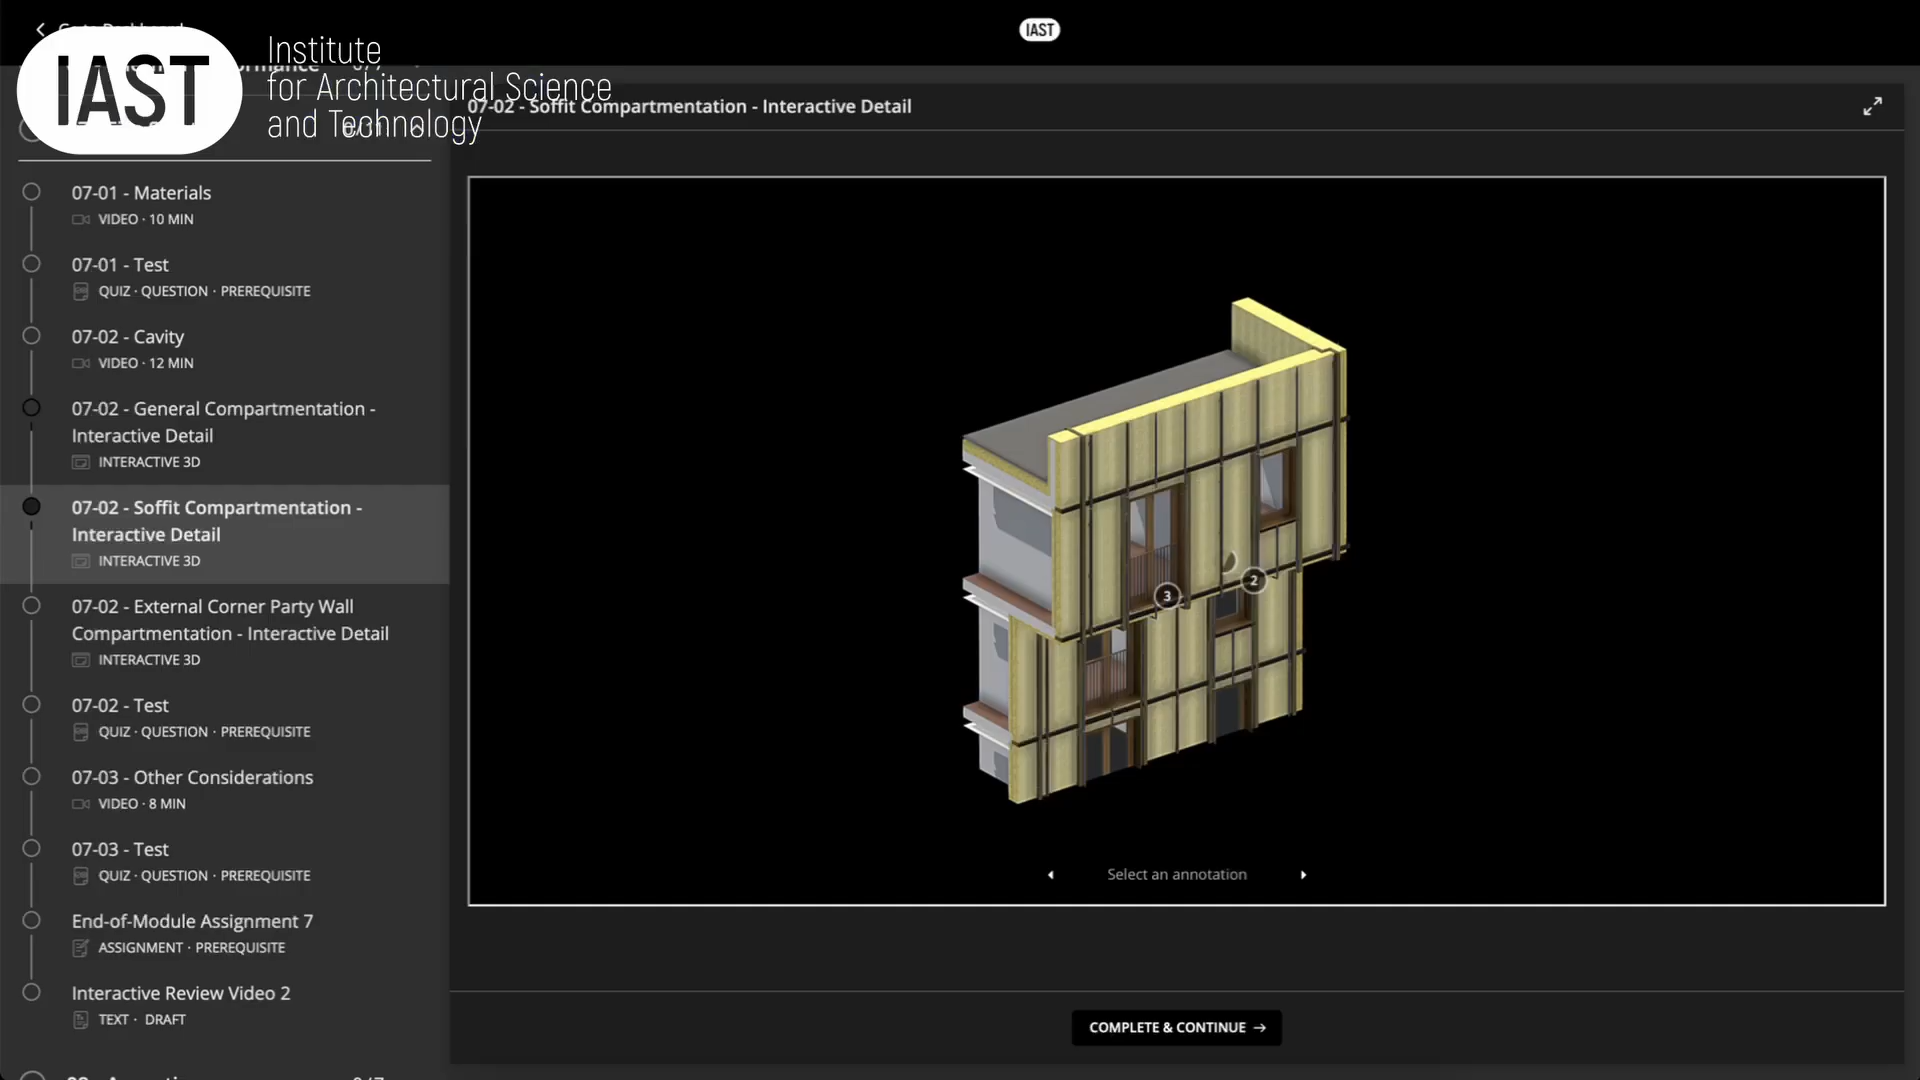 IAST
IAST
Institute
for Architectural Science
and Technology
07-01 - Materials
VIDEO · 10 MIN
07-01 - Test
QUIZ · QUESTION · PREREQUISITE
07-02 - Cavity
VIDEO · 12 MIN
07-02 - General Compartmentation -
Interactive Detail
INTERACTIVE 3D
07-02 - Soffit Compartmentation -
Interactive Detail
INTERACTIVE 3D
07-02 - External Corner Party Wall
Compartmentation - Interactive Detail
INTERACTIVE 3D
07-02 - Test
QUIZ · QUESTION · PREREQUISITE
07-03 - Other Considerations
VIDEO · 8 MIN
07-03 - Test
QUIZ · QUESTION · PREREQUISITE
End-of-Module Assignment 7
ASSIGNMENT · PREREQUISITE
Interactive Review Video 2
TEXT · DRAFT
07-02 - Soffit Compartmentation - Interactive Detail
2
3
Select an annotation
COMPLETE & CONTINUE →